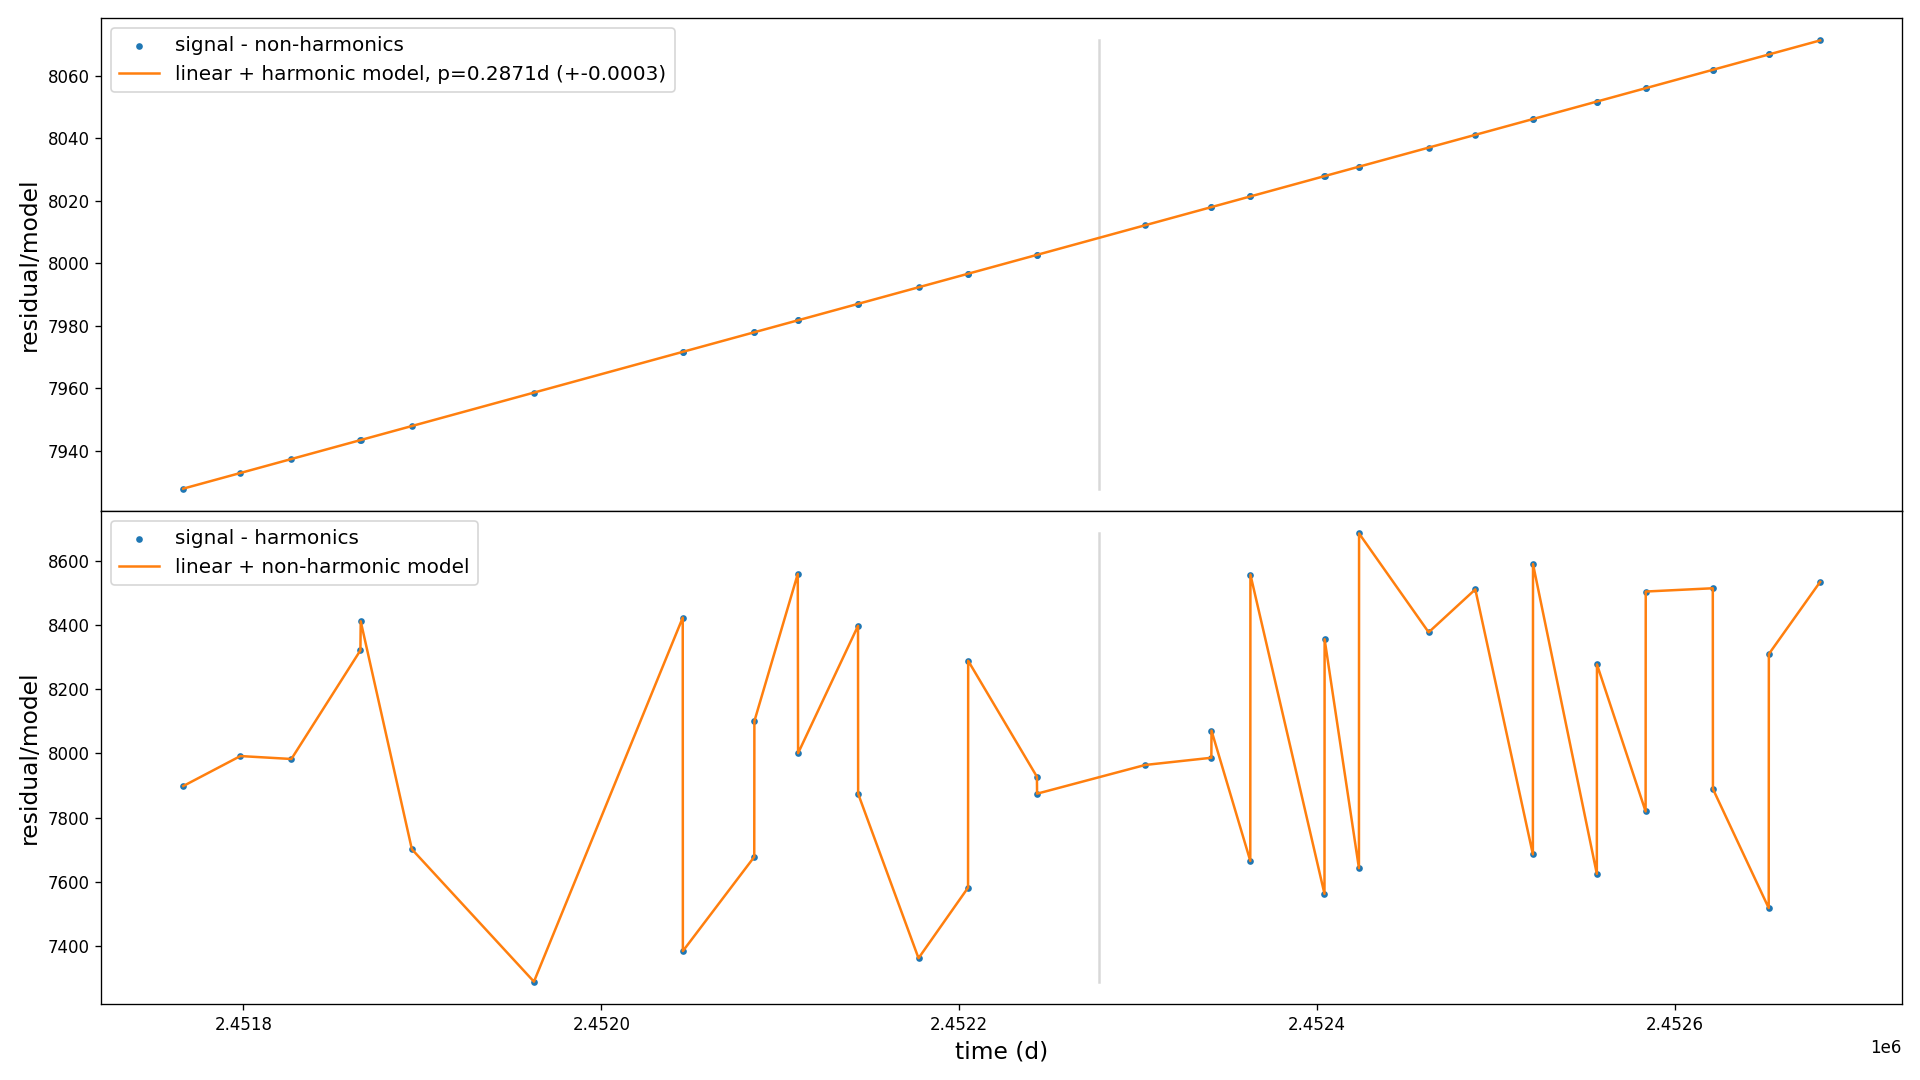 signal - non-harmonics
linear + harmonic model, p=0.2871d (+-0.0003)
8060
8040
8020
8000
7980
7960
7940
residual/model
signal - harmonics
linear + non-harmonic model
8600
8400
8200
8000
7800
7600
7400
residual/model
2.4518
2.4520
2.4522
2.4524
2.4526
1e6
time (d)